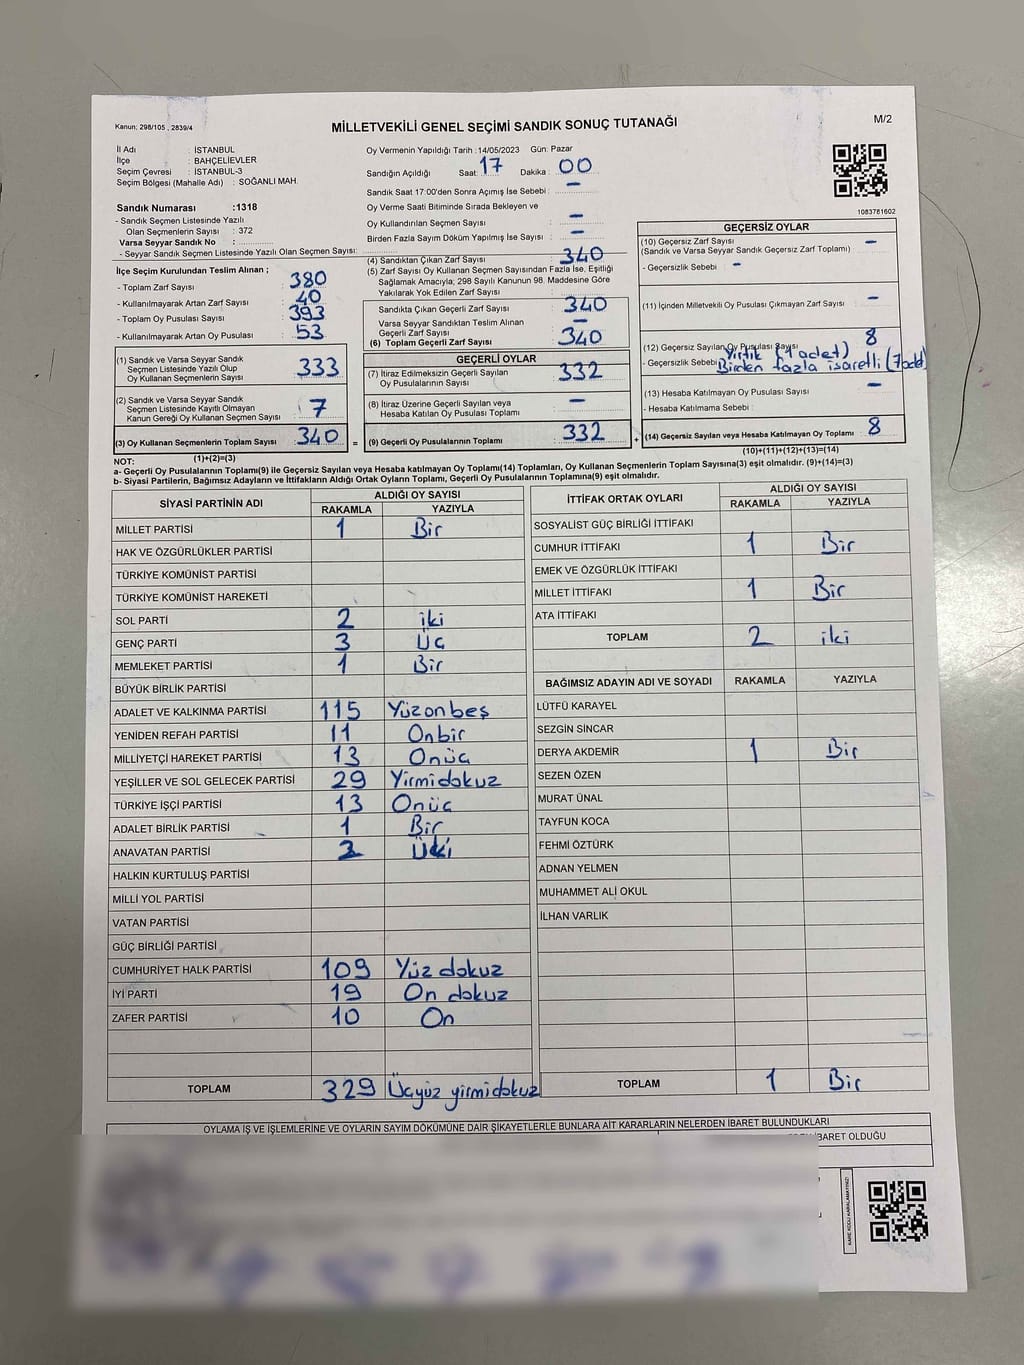 Kanun; 298/105 , 2839/4
MİLLETVEKİLİ GENEL SEÇİMİ SANDIK SONUÇ TUTANAĞI
M/2
İl Adı : İSTANBUL
İlçe : BAHÇELİEVLER
Seçim Çevresi : İSTANBUL-3
Seçim Bölgesi (Mahalle Adı) : SOĞANLI MAH.
Sandık Numarası :1318
- Sandık Seçmen Listesinde Yazılı
Olan Seçmenlerin Sayısı : 372
Varsa Seyyar Sandık No :
- Seyyar Sandık Seçmen Listesinde Yazılı Olan Seçmen Sayısı:
İlçe Seçim Kurulundan Teslim Alınan ;
- Toplam Zarf Sayısı : 380
- Kullanılmayarak Artan Zarf Sayısı : 40
- Toplam Oy Pusulası Sayısı : 393
- Kullanılmayarak Artan Oy Pusulası : 53
(1) Sandık ve Varsa Seyyar Sandık
Seçmen Listesinde Yazılı Olup
Oy Kullanan Seçmenlerin Sayısı : 333
(2) Sandık ve Varsa Seyyar Sandık
Seçmen Listesinde Kayıtlı Olmayan
Kanun Gereği Oy Kullanan Seçmen Sayısı : 7
(3) Oy Kullanan Seçmenlerin Toplam Sayısı : 340 =
(1)+(2)=(3)
Oy Vermenin Yapıldığı Tarih :14/05/2023 Gün: Pazar
Sandığın Açıldığı Saat: 17 Dakika : 00
Sandık Saat 17:00'den Sonra Açımış İse Sebebi : -
Oy Verme Saati Bitiminde Sırada Bekleyen ve
Oy Kullandırılan Seçmen Sayısı : -
Birden Fazla Sayım Döküm Yapılmış İse Sayısı : -
(4) Sandıktan Çıkan Zarf Sayısı : 340
(5) Zarf Sayısı Oy Kullanan Seçmen Sayısından Fazla İse, Eşitliği
Sağlamak Amacıyla; 298 Sayılı Kanunun 98. Maddesine Göre
Yakılarak Yok Edilen Zarf Sayısı :
Sandıkta Çıkan Geçerli Zarf Sayısı : 340
Varsa Seyyar Sandıktan Teslim Alınan
Geçerli Zarf Sayısı : -
(6) Toplam Geçerli Zarf Sayısı : 340
GEÇERLİ OYLAR
(7) İtiraz Edilmeksizin Geçerli Sayılan
Oy Pusulalarının Sayısı : 332
(8) İtiraz Üzerine Geçerli Sayılan veya
Hesaba Katılan Oy Pusulası Toplamı : -
(9) Geçerli Oy Pusulalarının Toplamı : 332 +
1083781602
GEÇERSİZ OYLAR
(10) Geçersiz Zarf Sayısı : -
(Sandık ve Varsa Seyyar Sandık Geçersiz Zarf Toplamı)
- Geçersizlik Sebebi : -
(11) İçinden Milletvekili Oy Pusulası Çıkmayan Zarf Sayısı : -
(12) Geçersiz Sayılan Oy Pusulası Sayısı : 8
Yırtık (1 adet)
- Geçersizlik Sebebi : Birden fazla işaretli (7 add)
(13) Hesaba Katılmayan Oy Pusulası Sayısı : -
- Hesaba Katılmama Sebebi :
(14) Geçersiz Sayılan veya Hesaba Katılmayan Oy Toplamı : 8
(10)+(11)+(12)+(13)=(14)
NOT:
a- Geçerli Oy Pusulalarının Toplamı(9) ile Geçersiz Sayılan veya Hesaba katılmayan Oy Toplamı(14) Toplamları, Oy Kullanan Seçmenlerin Toplam Sayısına(3) eşit olmalıdır. (9)+(14)=(3)
b- Siyasi Partilerin, Bağımsız Adayların ve İttifakların Aldığı Ortak Oyların Toplamı, Geçerli Oy Pusulalarının Toplamına(9) eşit olmalıdır.
SİYASİ PARTİNİN ADI ALDIĞI OY SAYISI
RAKAMLA YAZIYLA
MİLLET PARTİSİ 1 Bir
HAK VE ÖZGÜRLÜKLER PARTİSİ
TÜRKİYE KOMÜNİST PARTİSİ
TÜRKİYE KOMÜNİST HAREKETİ
SOL PARTİ 2 iki
GENÇ PARTİ 3 Üç
MEMLEKET PARTİSİ 1 Bir
BÜYÜK BİRLİK PARTİSİ
ADALET VE KALKINMA PARTİSİ 115 Yüzonbeş
YENİDEN REFAH PARTİSİ 11 Onbir
MİLLİYETÇİ HAREKET PARTİSİ 13 Onüç
YEŞİLLER VE SOL GELECEK PARTİSİ 29 Yirmidokuz
TÜRKİYE İŞÇİ PARTİSİ 13 Onüç
ADALET BİRLİK PARTİSİ 1 Bir
ANAVATAN PARTİSİ 2
HALKIN KURTULUŞ PARTİSİ
MİLLİ YOL PARTİSİ
VATAN PARTİSİ
GÜÇ BİRLİĞİ PARTİSİ
CUMHURİYET HALK PARTİSİ 109 Yüz dokuz
İYİ PARTİ 19 On dokuz
ZAFER PARTİSİ 10 On
TOPLAM 329 Üçyüz yirmidokuz
İTTİFAK ORTAK OYLARI ALDIĞI OY SAYISI
RAKAMLA YAZIYLA
SOSYALİST GÜÇ BİRLİĞİ İTTİFAKI
CUMHUR İTTİFAKI 1 Bir
EMEK VE ÖZGÜRLÜK İTTİFAKI
MİLLET İTTİFAKI 1 Bir
ATA İTTİFAKI
TOPLAM 2 iki
BAĞIMSIZ ADAYIN ADI VE SOYADI RAKAMLA YAZIYLA
LÜTFÜ KARAYEL
SEZGİN SİNCAR
DERYA AKDEMİR 1 Bir
SEZEN ÖZEN
MURAT ÜNAL
TAYFUN KOCA
FEHMİ ÖZTÜRK
ADNAN YELMEN
MUHAMMET ALİ OKUL
İLHAN VARLIK
TOPLAM 1 Bir
OYLAMA İŞ VE İŞLEMLERİNE VE OYLARIN SAYIM DÖKÜMÜNE DAİR ŞİKAYETLERLE BUNLARA AİT KARARLARIN NELERDEN İBARET BULUNDUKLARI
İBARET OLDUĞU
KARE KODU KARALAMAYINIZ!